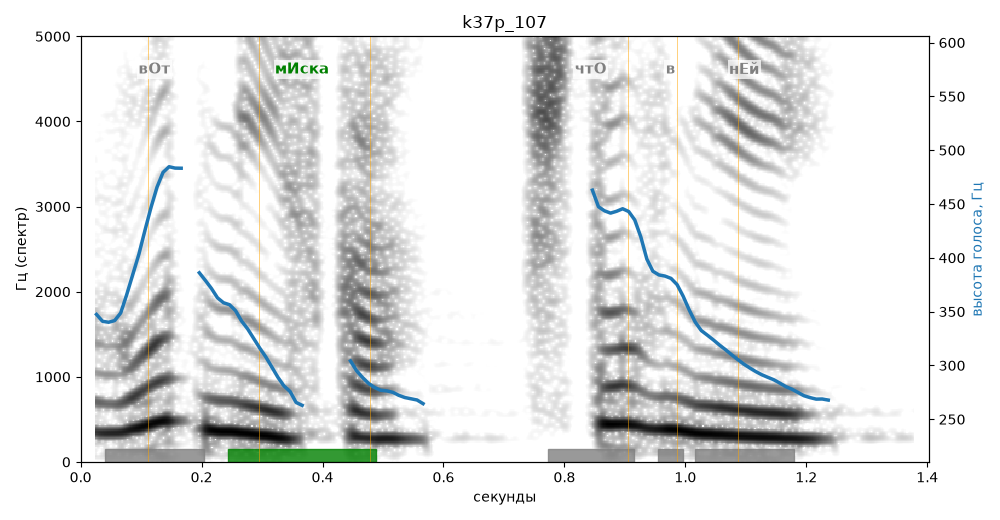 k37p_107
5000
4000
3000
2000
1000
0
Гц (спектр)
вОт
мИска
чтО
в
нЕй
600
550
500
450
400
350
300
250
высота голоса, Гц
0.0 0.2 0.4 0.6 0.8 1.0 1.2 1.4
секунды